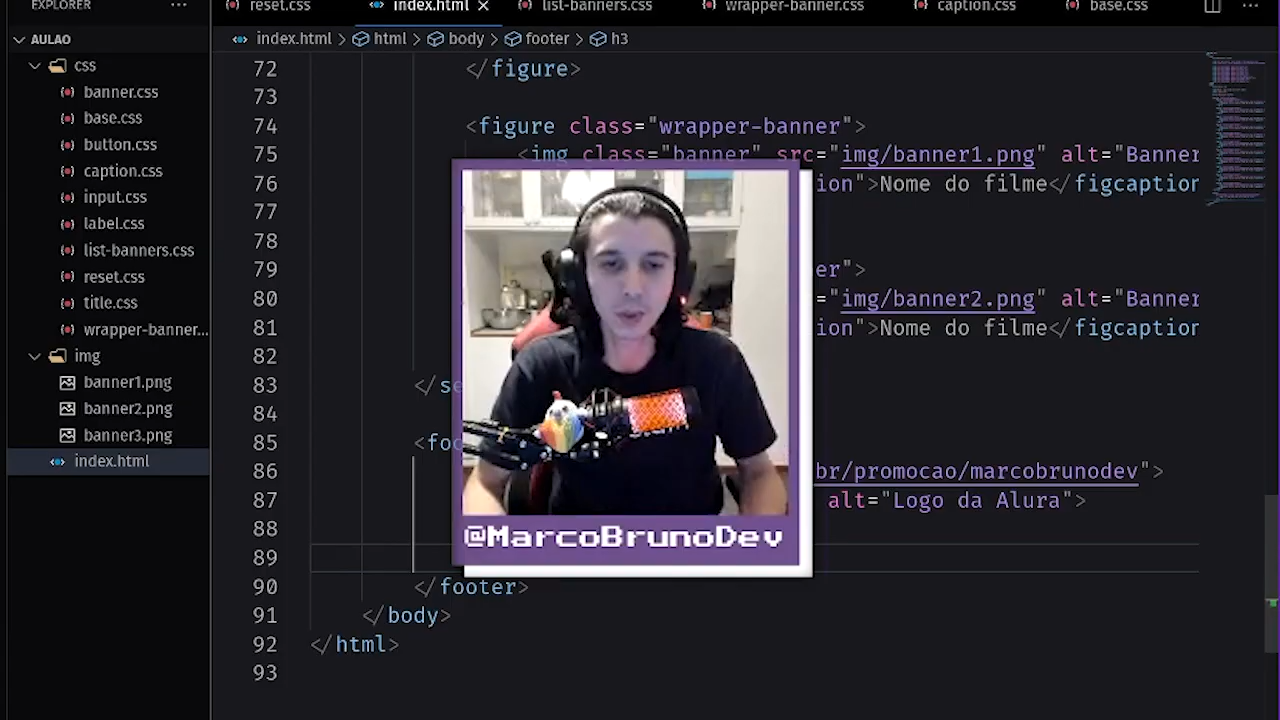 EXPLORER ···
reset.css
index.html
list-banners.css
wrapper-banner.css
caption.css
base.css
AULAO
css
banner.css
base.css
button.css
caption.css
input.css
label.css
list-banners.css
reset.css
title.css
wrapper-banner...
img
banner1.png
banner2.png
banner3.png
index.html
index.html > html > body > footer > h3
72 </figure>
73
74 <figure class="wrapper-banner">
75 <img class="banner" src="img/banner1.png" alt="Banner
76 ion">Nome do filme</figcaption
77
78
79 er">
80 ="img/banner2.png" alt="Banner
81 ion">Nome do filme</figcaption
82
83 </se
84
85 <foo
86 br/promocao/marcobrunodev">
87 alt="Logo da Alura">
88
89
90 </footer>
91 </body>
92 </html>
93
@MarcoBrunoDev